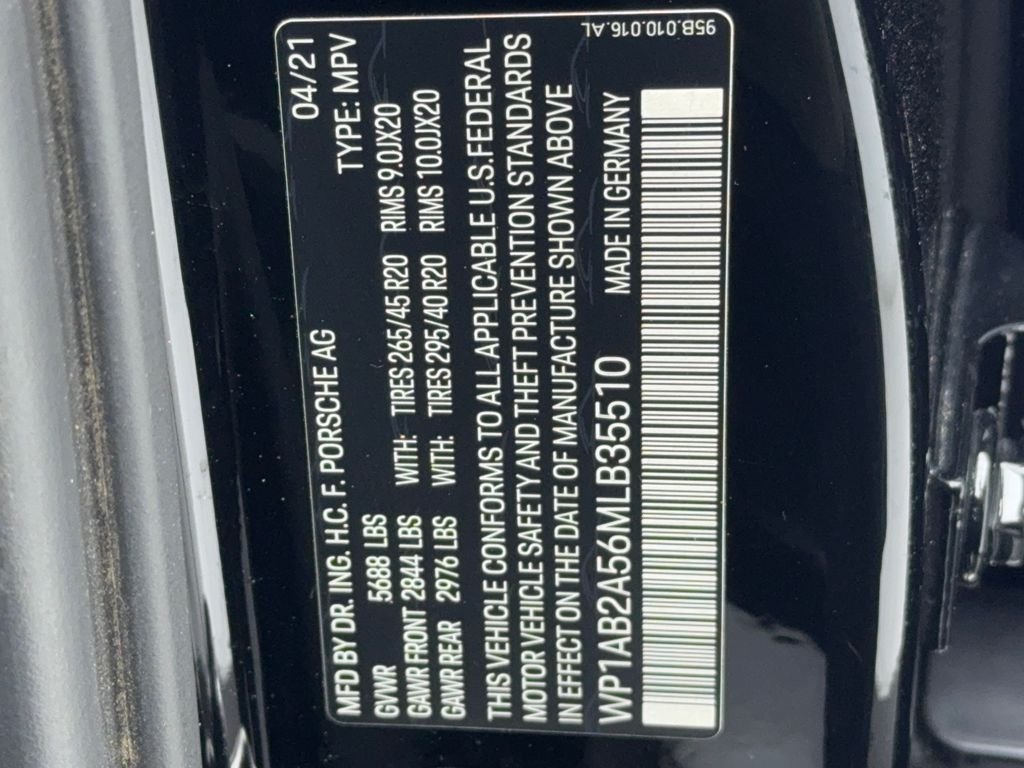 04/21
MFD BY DR. ING. H.C. F. PORSCHE AG TYPE: MPV
GVWR 5688 LBS
GAWR FRONT 2844 LBS WITH: TIRES 265/45 R20 RIMS 9.0JX20
GAWR REAR 2976 LBS WITH: TIRES 295/40 R20 RIMS 10.0JX20
THIS VEHICLE CONFORMS TO ALL APPLICABLE U.S.FEDERAL
MOTOR VEHICLE SAFETY AND THEFT PREVENTION STANDARDS
IN EFFECT ON THE DATE OF MANUFACTURE SHOWN ABOVE
WP1AB2A56MLB35510 MADE IN GERMANY
95B.010.016.AL